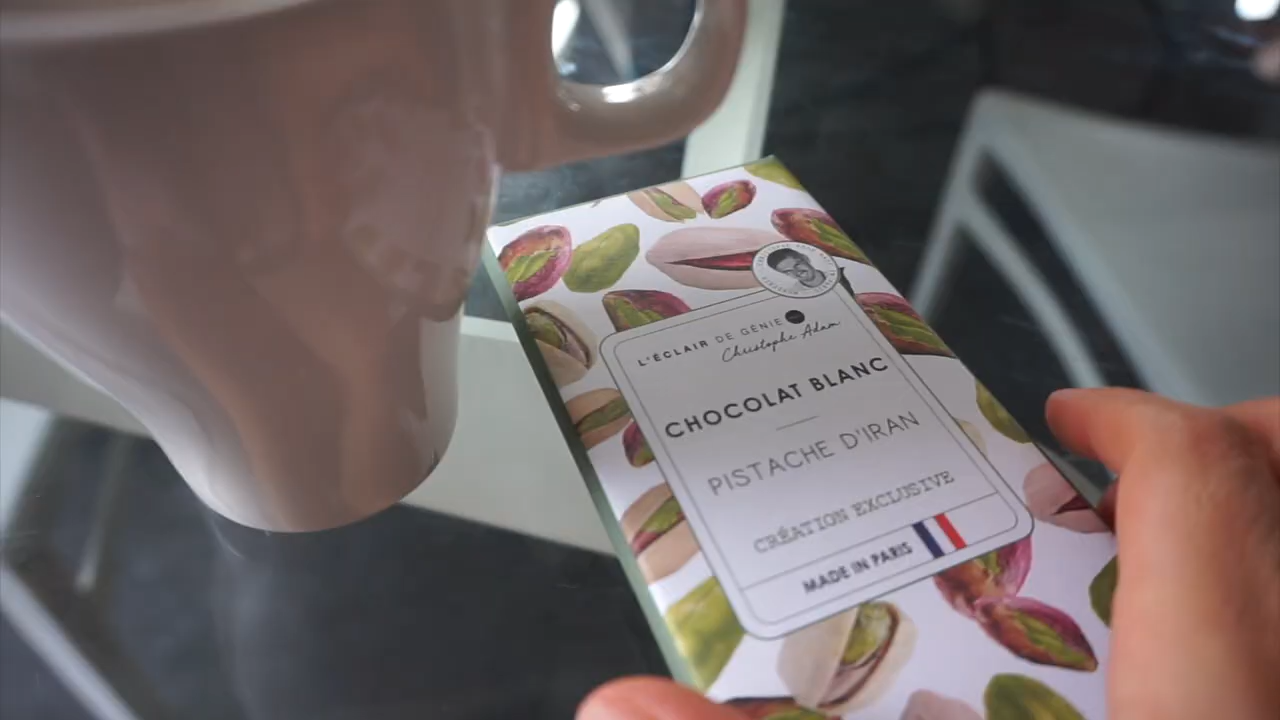 L'ÉCLAIR DE GÉNIE
Christophe Adam
CHOCOLAT BLANC
PISTACHE D'IRAN
CRÉATION EXCLUSIVE
MADE IN PARIS